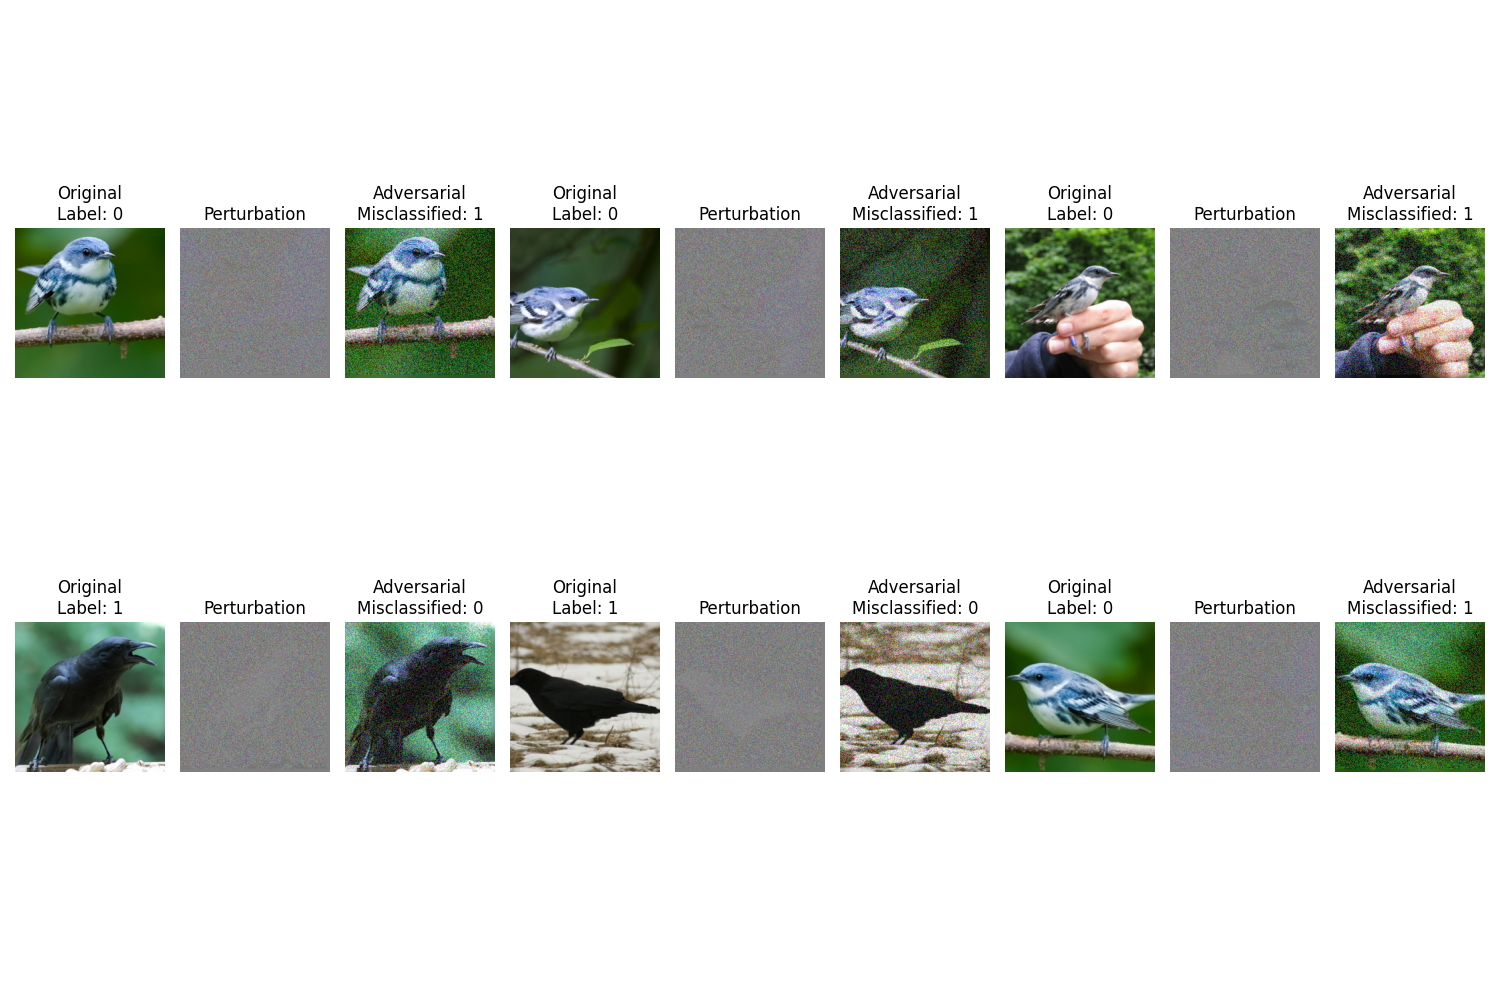 Original
Label: 0
Perturbation
Adversarial
Misclassified: 1
Original
Label: 0
Perturbation
Adversarial
Misclassified: 1
Original
Label: 0
Perturbation
Adversarial
Misclassified: 1
Original
Label: 1
Perturbation
Adversarial
Misclassified: 0
Original
Label: 1
Perturbation
Adversarial
Misclassified: 0
Original
Label: 0
Perturbation
Adversarial
Misclassified: 1